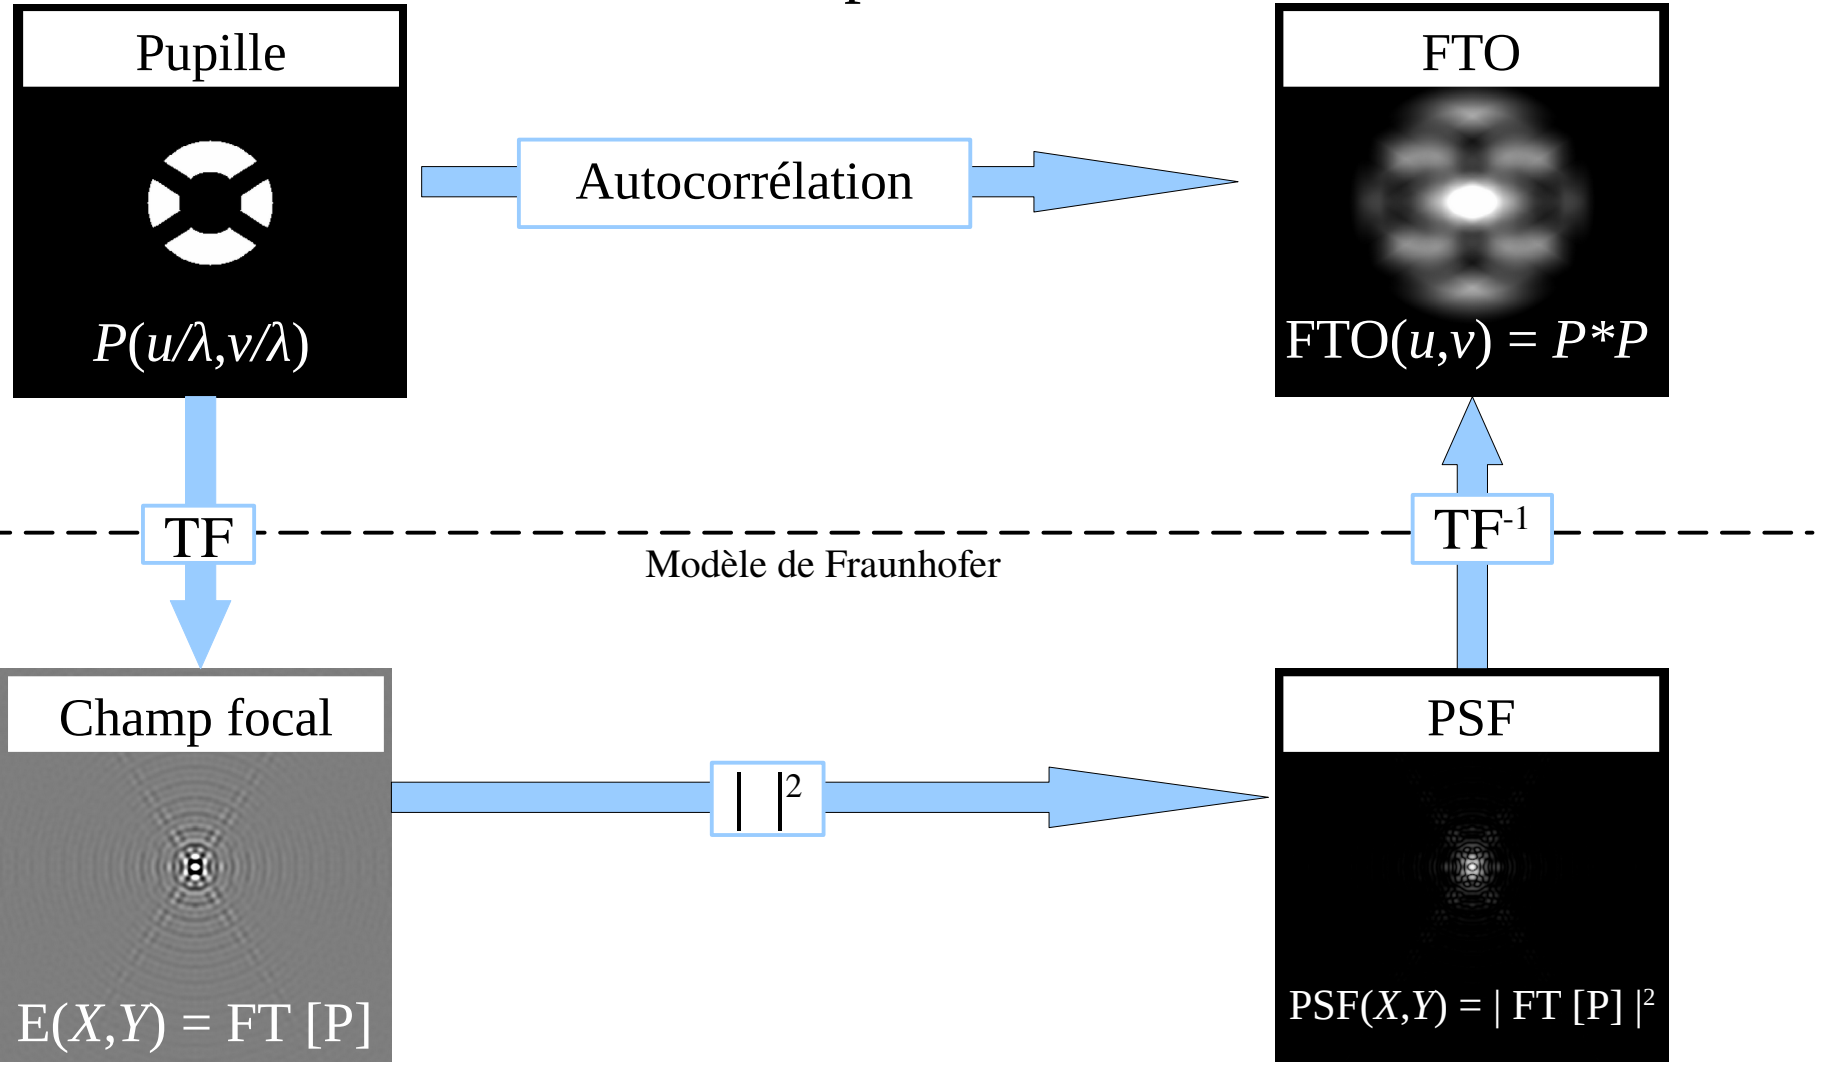 Pupille
FTO
Autocorrélation
P(u/λ,v/λ)
FTO(u,v) = P*P
TF
TF-1
Modèle de Fraunhofer
Champ focal
PSF
| |2
E(X,Y) = FT [P]
PSF(X,Y) = | FT [P] |2